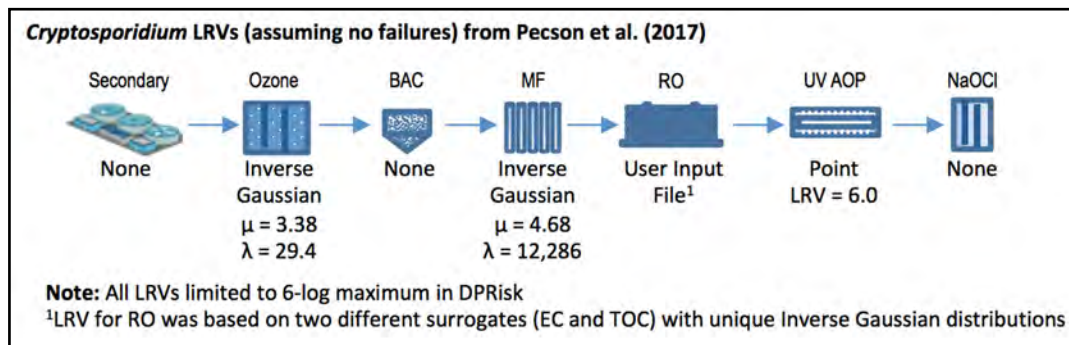 Cryptosporidium LRVs (assuming no failures) from Pecson et al. (2017)
Secondary Ozone BAC MF RO UV AOP NaOCl
None Inverse None Inverse User Input Point None
Gaussian Gaussian File¹ LRV = 6.0
μ = 3.38 μ = 4.68
λ = 29.4 λ = 12,286
Note: All LRVs limited to 6-log maximum in DPRisk
¹LRV for RO was based on two different surrogates (EC and TOC) with unique Inverse Gaussian distributions